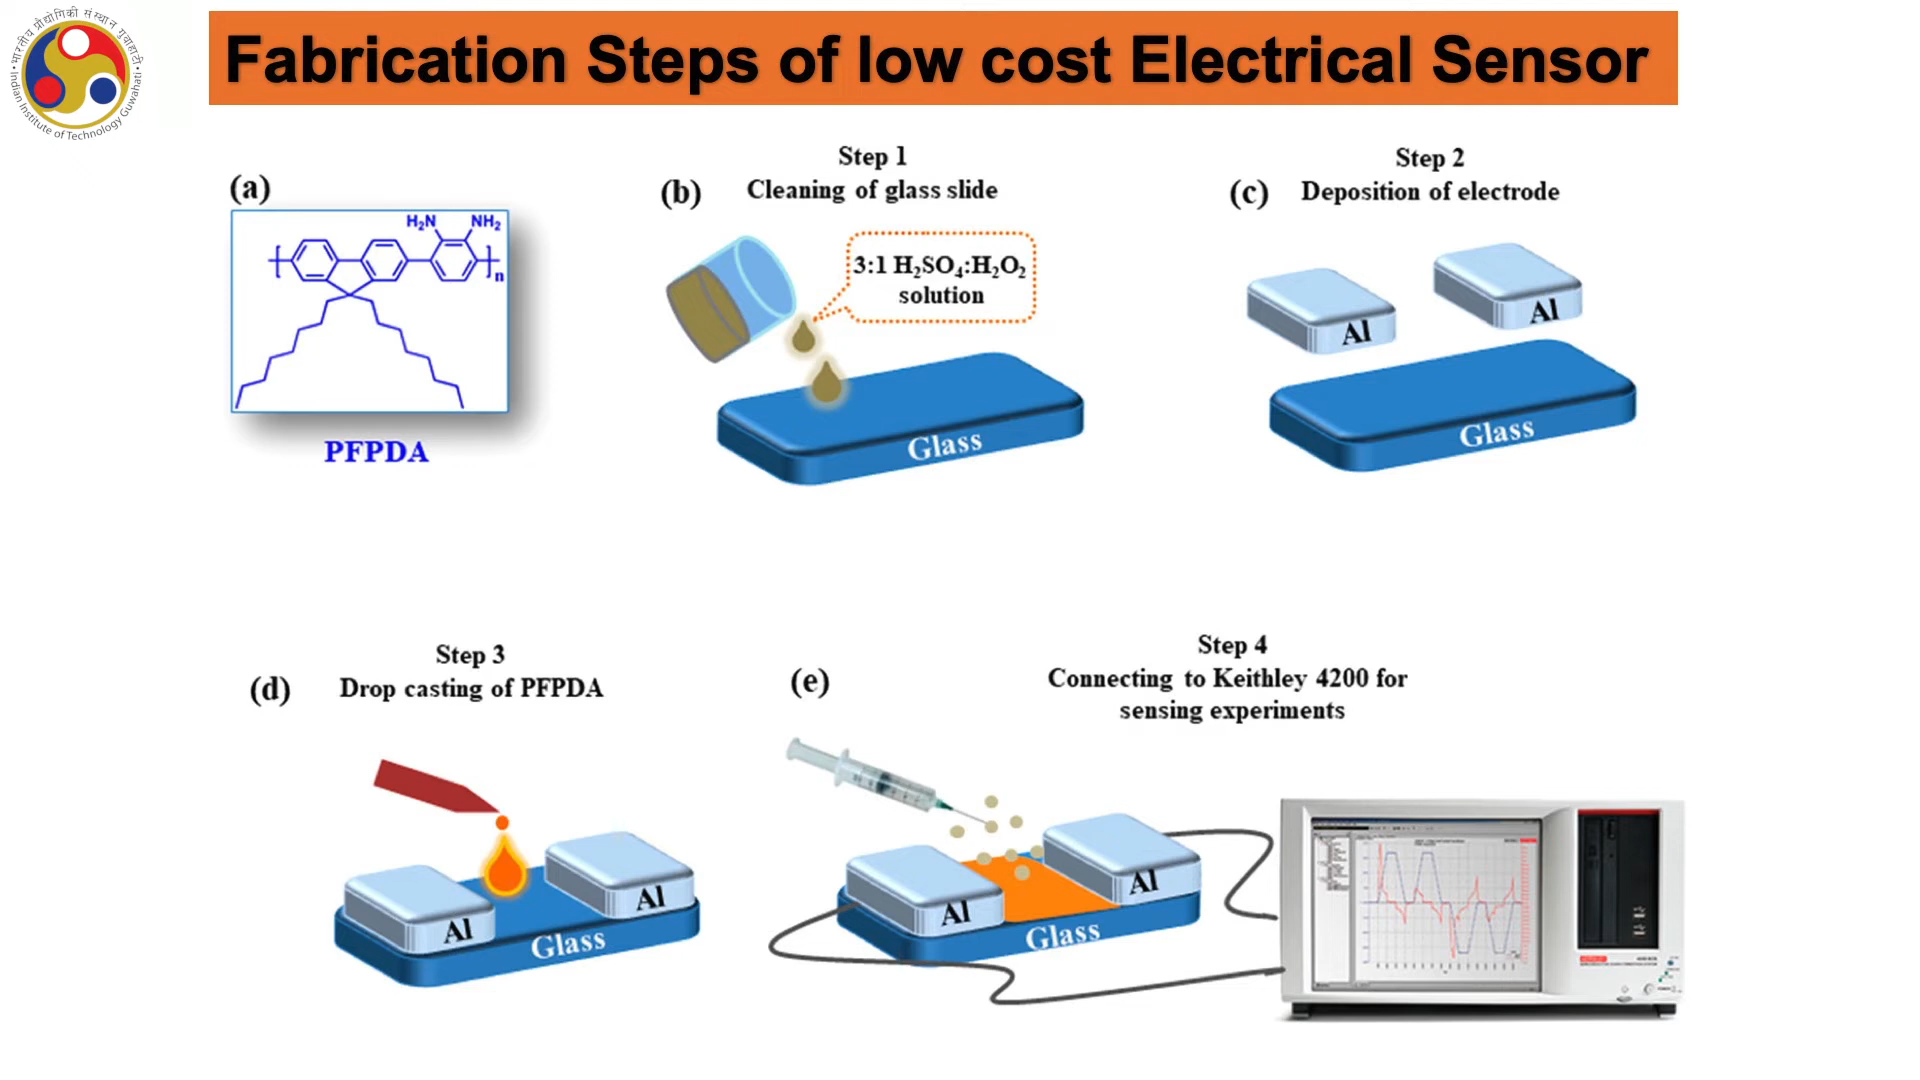 भारतीय प्रौद्योगिकी संस्थान गुवाहाटी
Indian Institute of Technology Guwahati
Fabrication Steps of low cost Electrical Sensor
(a)
H₂N NH₂
n
PFPDA
(b)
Step 1
Cleaning of glass slide
3:1 H₂SO₄:H₂O₂
solution
Glass
(c)
Step 2
Deposition of electrode
Al
Al
Glass
(d)
Step 3
Drop casting of PFPDA
Al
Al
Glass
(e)
Step 4
Connecting to Keithley 4200 for
sensing experiments
Al
Al
Glass